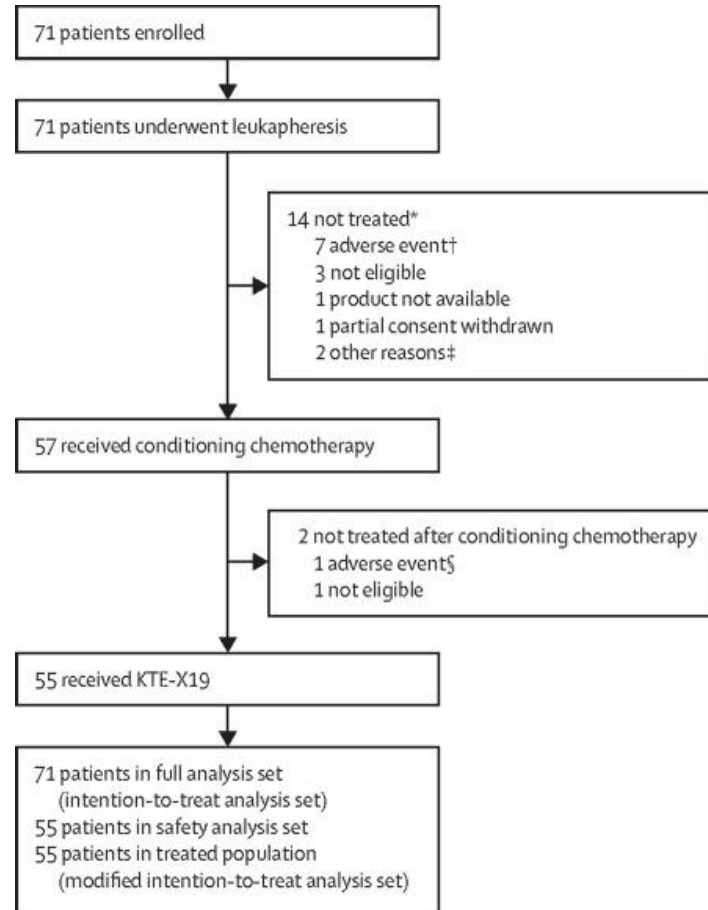 71 patients enrolled
71 patients underwent leukapheresis
14 not treated*
7 adverse event†
3 not eligible
1 product not available
1 partial consent withdrawn
2 other reasons‡
57 received conditioning chemotherapy
2 not treated after conditioning chemotherapy
1 adverse event§
1 not eligible
55 received KTE-X19
71 patients in full analysis set
(intention-to-treat analysis set)
55 patients in safety analysis set
55 patients in treated population
(modified intention-to-treat analysis set)